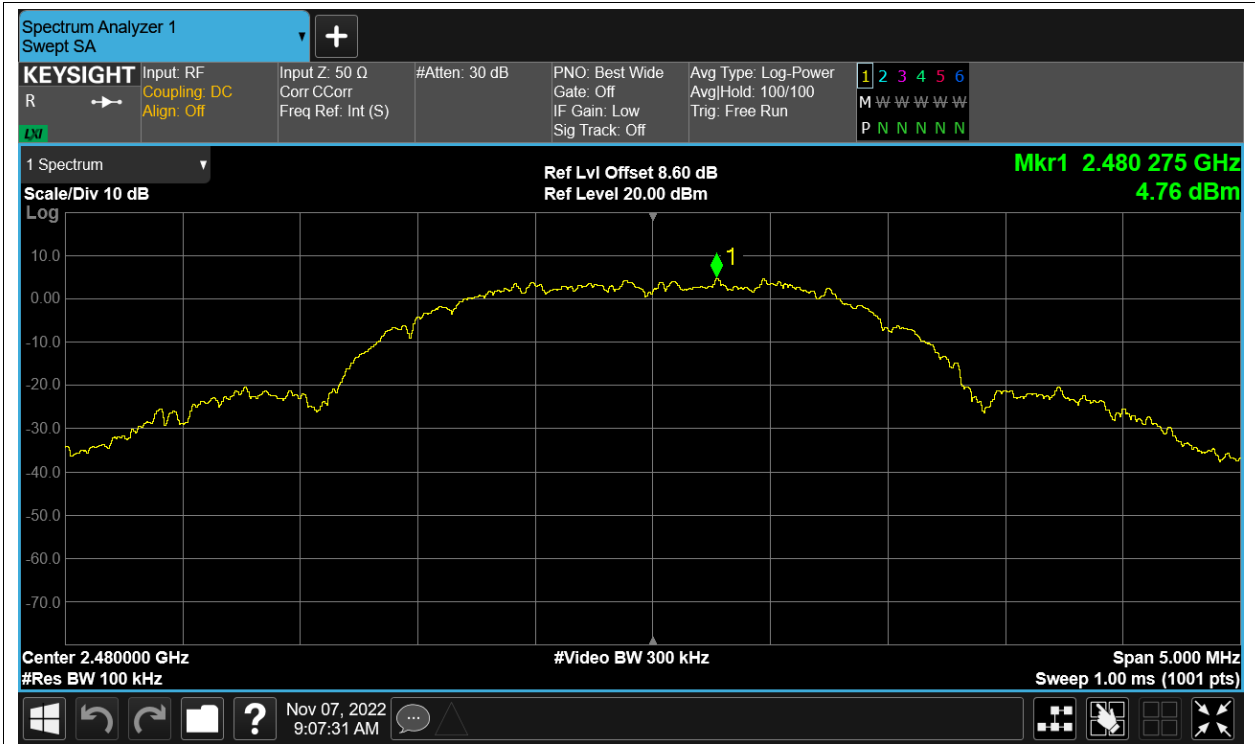 Spectrum Analyzer 1
Swept SA
KEYSIGHT
R
LXI
Input: RF
Coupling: DC
Align: Off
Input Z: 50 Ω
Corr CCorr
Freq Ref: Int (S)
#Atten: 30 dB
PNO: Best Wide
Gate: Off
IF Gain: Low
Sig Track: Off
Avg Type: Log-Power
Avg|Hold: 100/100
Trig: Free Run
1 2 3 4 5 6
M W W W W W W
P N N N N N N
1 Spectrum
Scale/Div 10 dB
Log
Ref Lvl Offset 8.60 dB
Ref Level 20.00 dBm
Mkr1 2.480 275 GHz
4.76 dBm
1
10.0
0.00
-10.0
-20.0
-30.0
-40.0
-50.0
-60.0
-70.0
Center 2.480000 GHz
#Res BW 100 kHz
#Video BW 300 kHz
Span 5.000 MHz
Sweep 1.00 ms (1001 pts)
?
Nov 07, 2022
9:07:31 AM